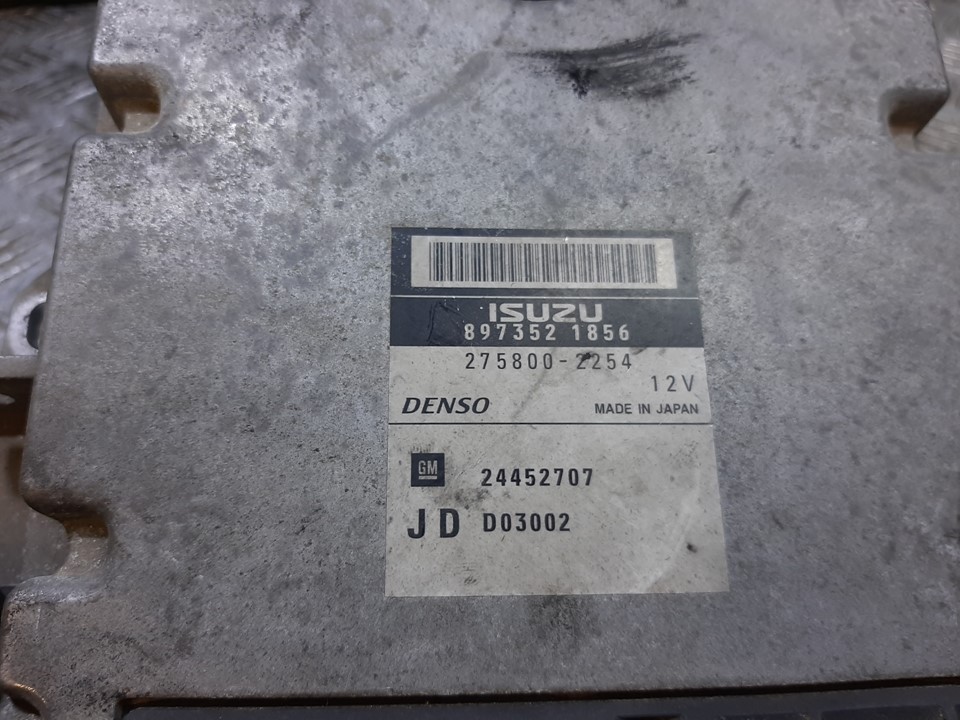 ISUZU
897352 1856
275800-2254
12V
DENSO MADE IN JAPAN
GM 24452707
JD D03002